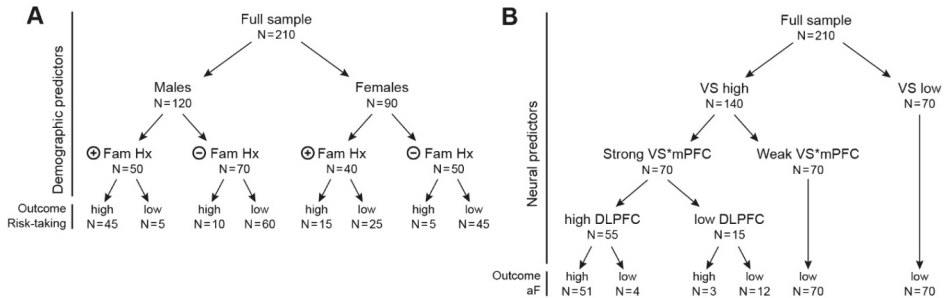 A
Demographic predictors
Full sample
N=210
Males
N=120
Females
N=90
+ Fam Hx
N=50
− Fam Hx
N=70
+ Fam Hx
N=40
− Fam Hx
N=50
Outcome
Risk-taking
high low high low high low high low
N=45 N=5 N=10 N=60 N=15 N=25 N=5 N=45
B
Neural predictors
Full sample
N=210
VS high
N=140
VS low
N=70
Strong VS*mPFC
N=70
Weak VS*mPFC
N=70
high DLPFC
N=55
low DLPFC
N=15
Outcome
aF
high low high low low low
N=51 N=4 N=3 N=12 N=70 N=70